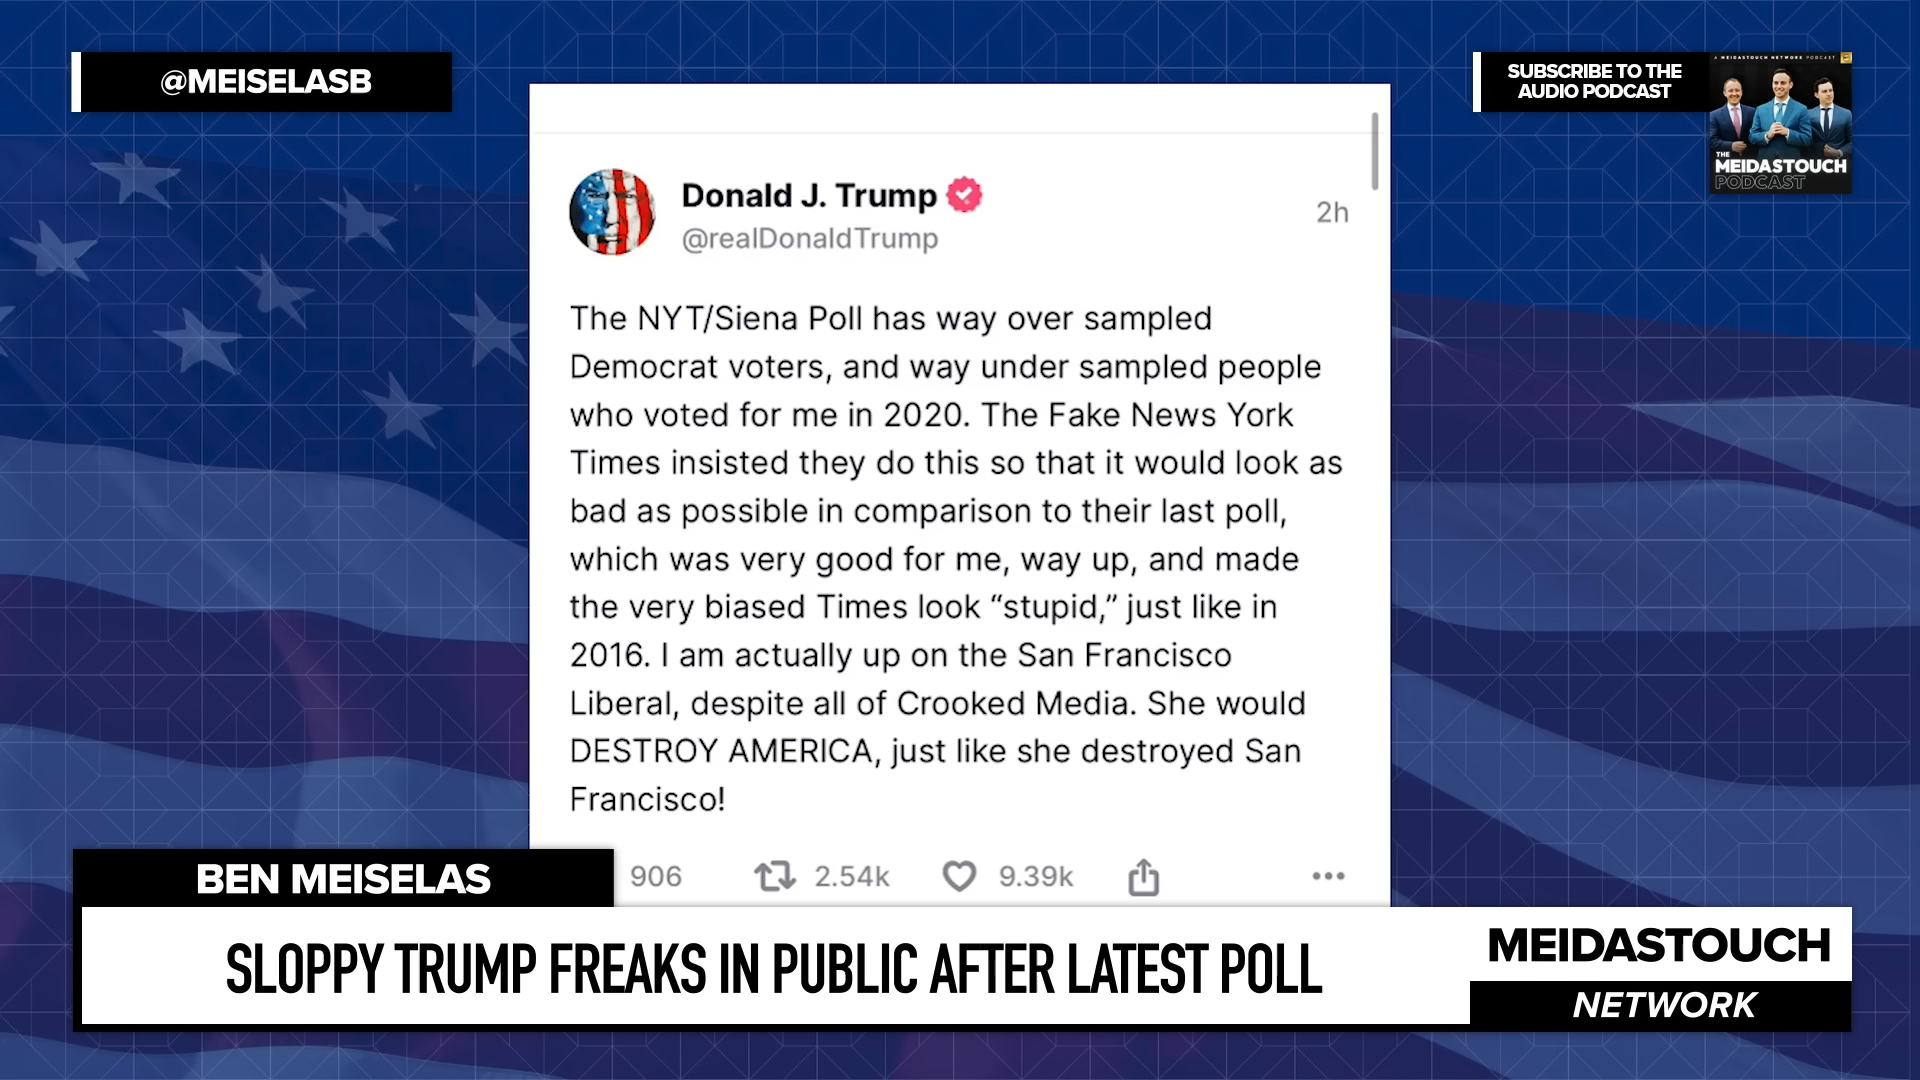 @MEISELASB
SUBSCRIBE TO THE
AUDIO PODCAST
A MEIDASTOUCH NETWORK PODCAST
THE
MEIDASTOUCH
PODCAST
Donald J. Trump
@realDonaldTrump
2h
The NYT/Siena Poll has way over sampled
Democrat voters, and way under sampled people
who voted for me in 2020. The Fake News York
Times insisted they do this so that it would look as
bad as possible in comparison to their last poll,
which was very good for me, way up, and made
the very biased Times look “stupid,” just like in
2016. I am actually up on the San Francisco
Liberal, despite all of Crooked Media. She would
DESTROY AMERICA, just like she destroyed San
Francisco!
906 2.54k 9.39k
BEN MEISELAS
SLOPPY TRUMP FREAKS IN PUBLIC AFTER LATEST POLL
MEIDASTOUCH
NETWORK